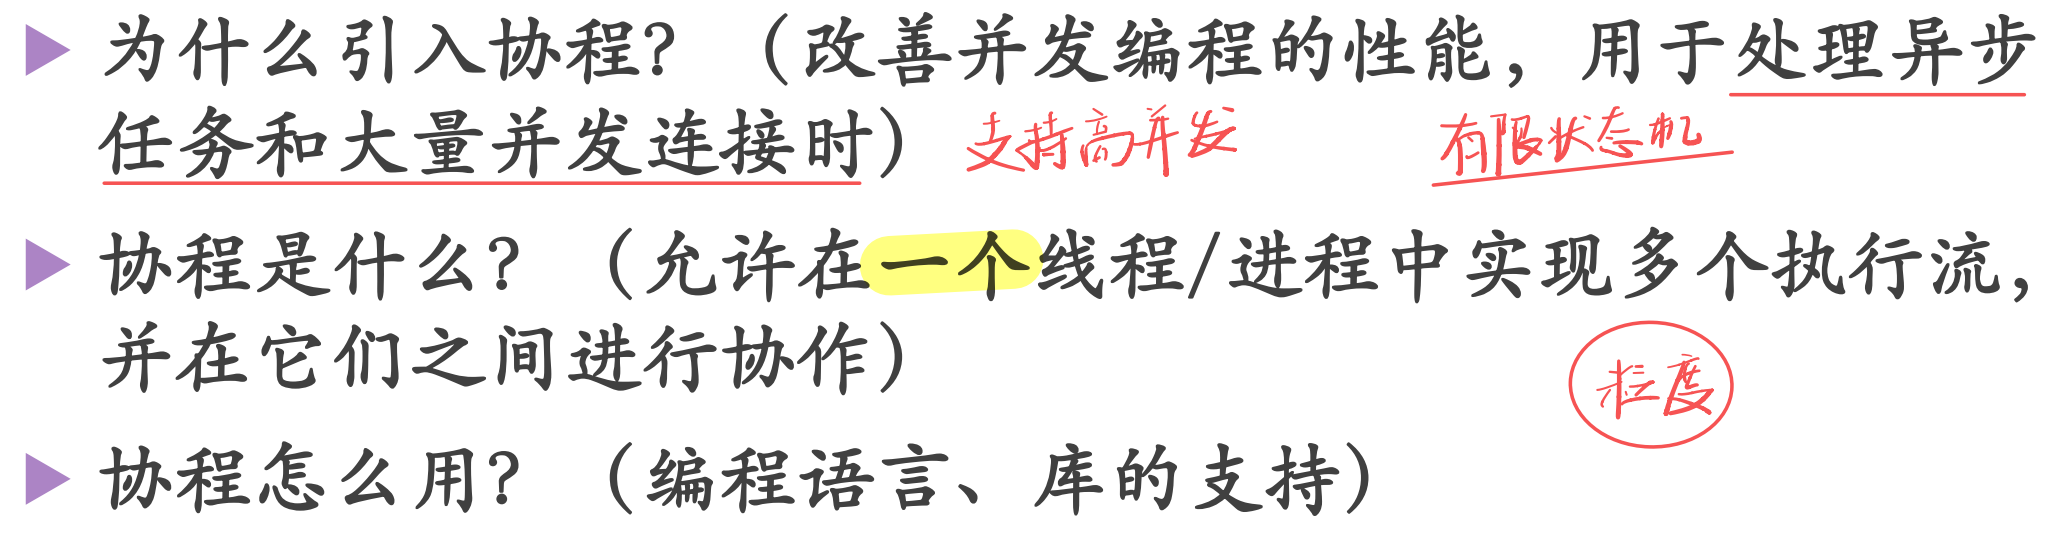 为什么引入协程？（改善并发编程的性能，用于处理异步
任务和大量并发连接时）
支持高并发
有限状态机
协程是什么？（允许在一个线程/进程中实现多个执行流，
并在它们之间进行协作）
粒度
协程怎么用？（编程语言、库的支持）